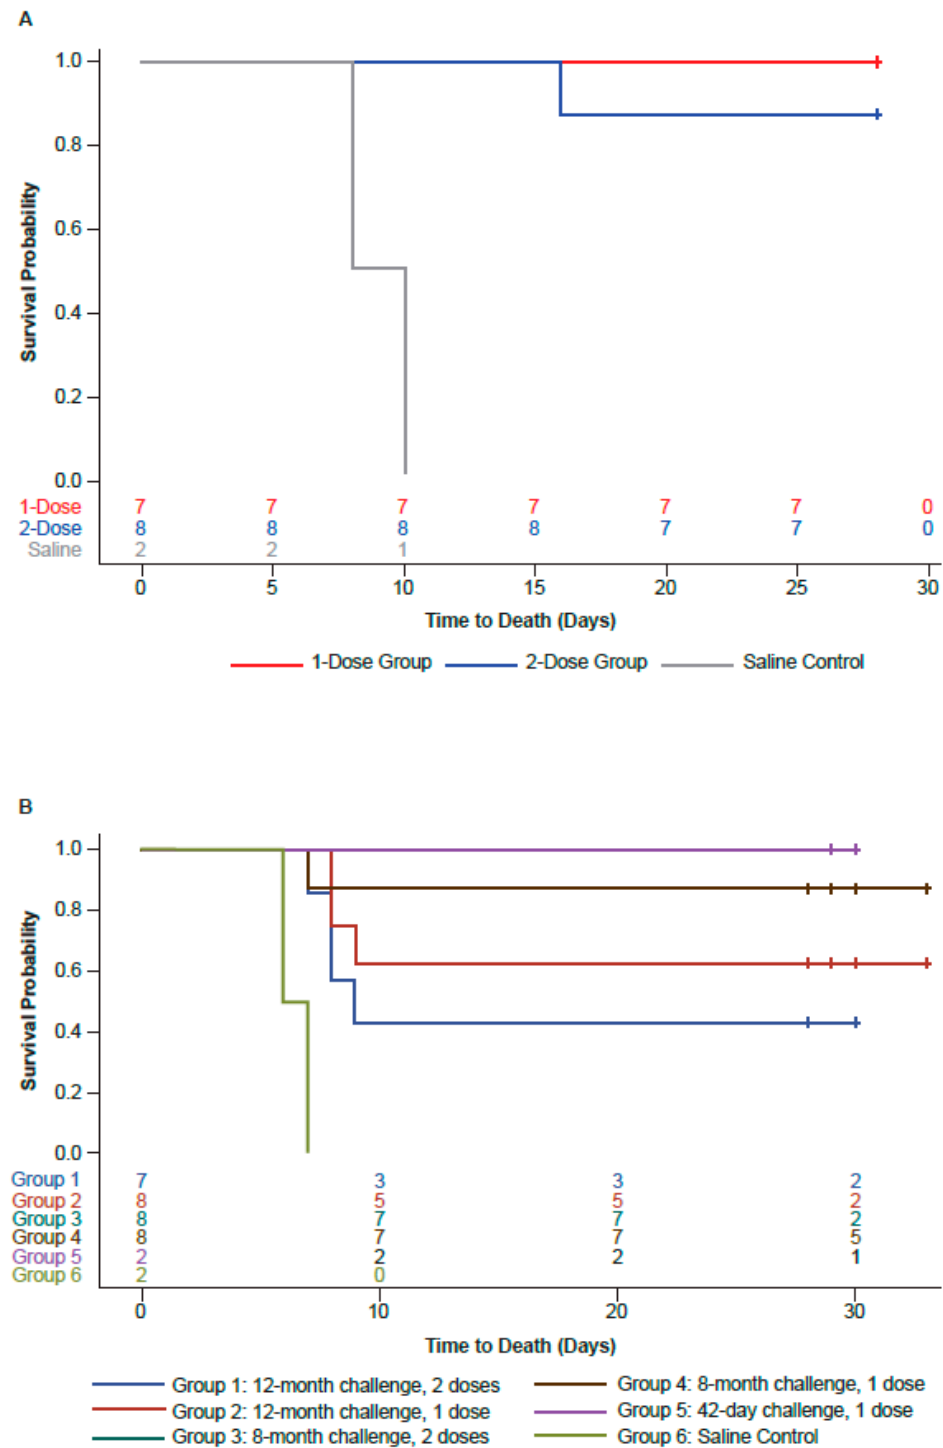 A
1.0
0.8
0.6
0.4
0.2
0.0
Survival Probability
1-Dose 7 7 7 7 7 7 0
2-Dose 8 8 8 8 7 7 0
Saline 2 2 1
0 5 10 15 20 25 30
Time to Death (Days)
1-Dose Group 2-Dose Group Saline Control
B
1.0
0.8
0.6
0.4
0.2
0.0
Survival Probability
Group 1 7 3 3 2
Group 2 8 5 5 2
Group 3 8 7 7 2
Group 4 8 7 7 5
Group 5 2 2 2 1
Group 6 2 0
0 10 20 30
Time to Death (Days)
Group 1: 12-month challenge, 2 doses Group 4: 8-month challenge, 1 dose
Group 2: 12-month challenge, 1 dose Group 5: 42-day challenge, 1 dose
Group 3: 8-month challenge, 2 doses Group 6: Saline Control